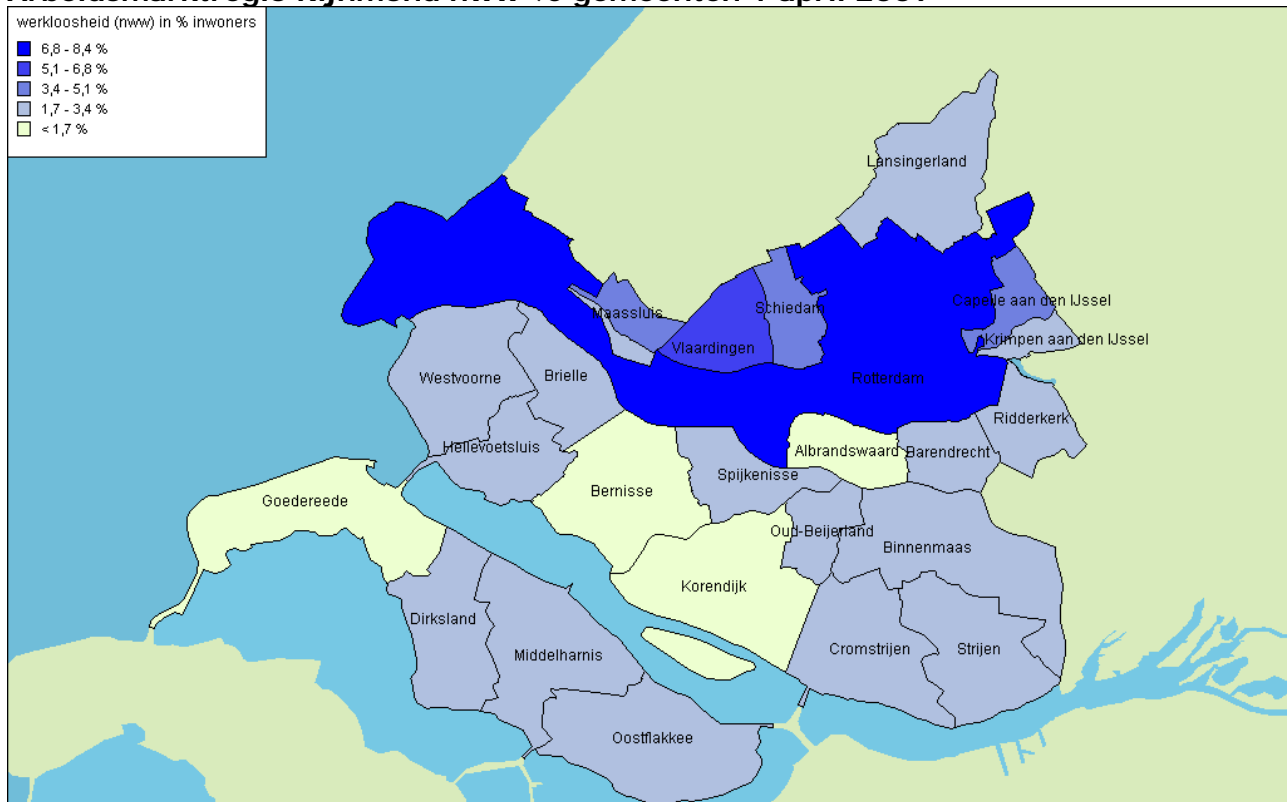 werkloosheid (nww) in % inwoners
6,8 - 8,4 %
5,1 - 6,8 %
3,4 - 5,1 %
1,7 - 3,4 %
< 1,7 %
Lansingerland
Capelle aan den IJssel
Maassluis
Schiedam
Krimpen aan den IJssel
Vlaardingen
Westvoorne
Brielle
Rotterdam
Ridderkerk
Hellevoetsluis
Albrandswaard
Barendrecht
Spijkenisse
Bernisse
Goedereede
Oud-Beijerland
Binnenmaas
Korendijk
Dirksland
Middelharnis
Cromstrijen
Strijen
Oostflakkee